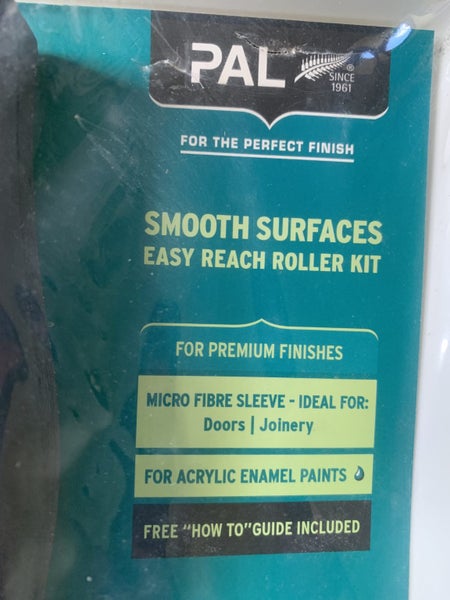 PAL
®
SINCE
1961
FOR THE PERFECT FINISH
SMOOTH SURFACES
EASY REACH ROLLER KIT
FOR PREMIUM FINISHES
MICRO FIBRE SLEEVE - IDEAL FOR:
Doors | Joinery
FOR ACRYLIC ENAMEL PAINTS
FREE "HOW TO"GUIDE INCLUDED